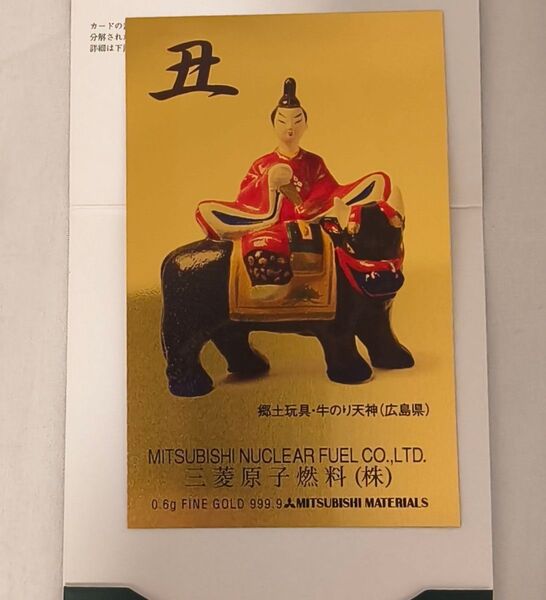 カードの
分解され
詳細は下
丑
郷土玩具・牛のり天神(広島県)
MITSUBISHI NUCLEAR FUEL CO.,LTD.
三菱原子燃料(株)
0.6g FINE GOLD 999.9 MITSUBISHI MATERIALS